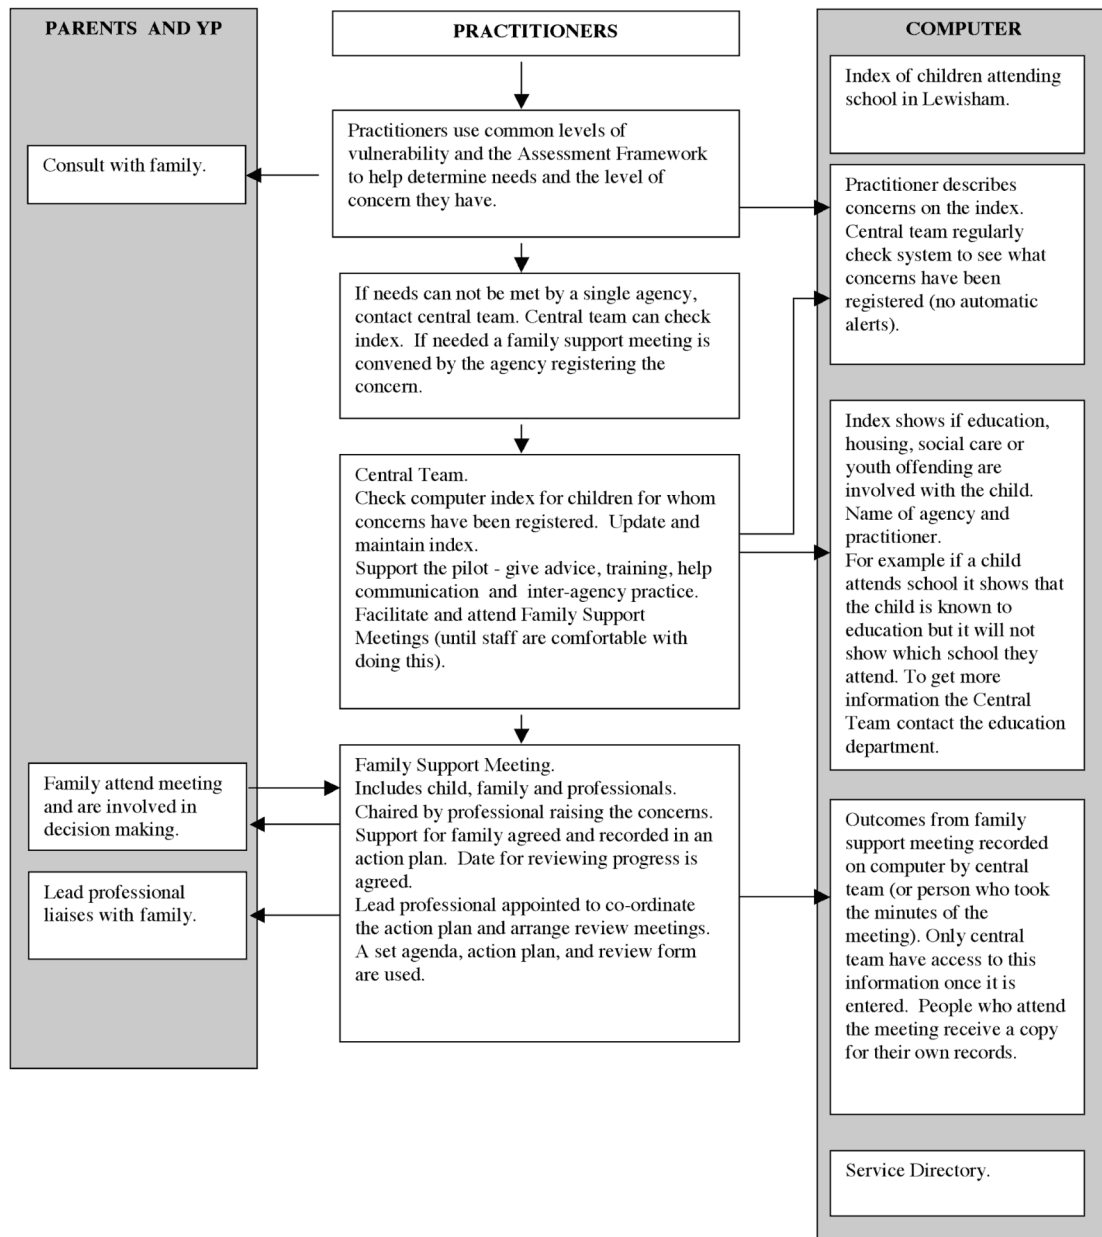 PARENTS AND YP
Consult with family.
Family attend meeting
and are involved in
decision making.
Lead professional
liaises with family.
PRACTITIONERS
Practitioners use common levels of
vulnerability and the Assessment Framework
to help determine needs and the level of
concern they have.
If needs can not be met by a single agency,
contact central team. Central team can check
index. If needed a family support meeting is
convened by the agency registering the
concern.
Central Team.
Check computer index for children for whom
concerns have been registered. Update and
maintain index.
Support the pilot - give advice, training, help
communication and inter-agency practice.
Facilitate and attend Family Support
Meetings (until staff are comfortable with
doing this).
Family Support Meeting.
Includes child, family and professionals.
Chaired by professional raising the concerns.
Support for family agreed and recorded in an
action plan. Date for reviewing progress is
agreed.
Lead professional appointed to co-ordinate
the action plan and arrange review meetings.
A set agenda, action plan, and review form
are used.
COMPUTER
Index of children attending
school in Lewisham.
Practitioner describes
concerns on the index.
Central team regularly
check system to see what
concerns have been
registered (no automatic
alerts).
Index shows if education,
housing, social care or
youth offending are
involved with the child.
Name of agency and
practitioner.
For example if a child
attends school it shows that
the child is known to
education but it will not
show which school they
attend. To get more
information the Central
Team contact the education
department.
Outcomes from family
support meeting recorded
on computer by central
team (or person who took
the minutes of the
meeting). Only central
team have access to this
information once it is
entered. People who attend
the meeting receive a copy
for their own records.
Service Directory.